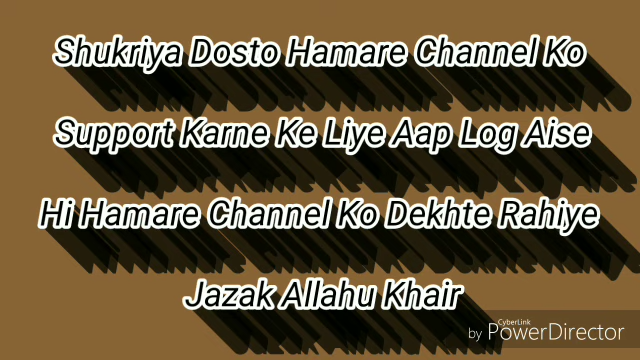 Shukriya Dosto Hamare Channel Ko
Support Karne Ke Liye Aap Log Aise
Hi Hamare Channel Ko Dekhte Rahiye
Jazak Allahu Khair
CyberLink
by PowerDirector